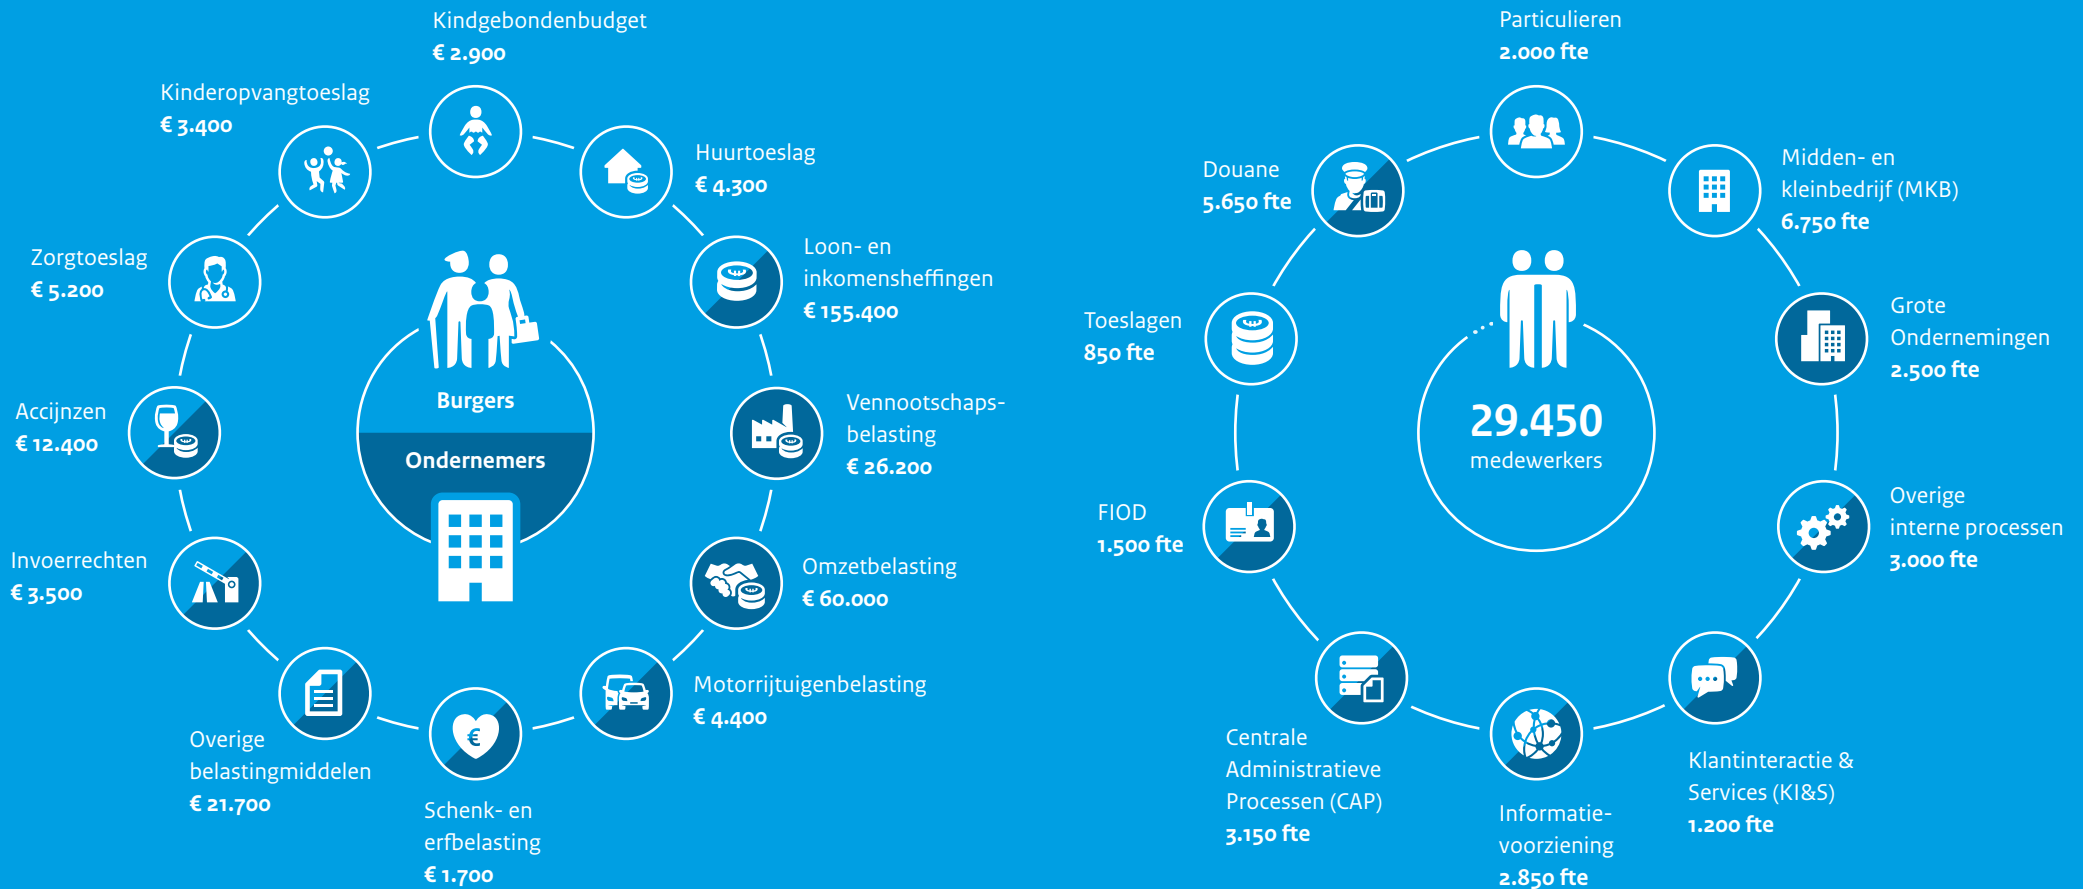 Kindgebondenbudget
€ 2.900
Huurtoeslag
€ 4.300
Loon- en
inkomensheffingen
€ 155.400
Vennootschaps-
belasting
€ 26.200
Omzetbelasting
€ 60.000
Motorrijtuigenbelasting
€ 4.400
Schenk- en
erfbelasting
€ 1.700
Overige
belastingmiddelen
€ 21.700
Invoerrechten
€ 3.500
Accijnzen
€ 12.400
Zorgtoeslag
€ 5.200
Kinderopvangtoeslag
€ 3.400
Burgers
Ondernemers
€
Particulieren
2.000 fte
Midden- en
kleinbedrijf (MKB)
6.750 fte
Grote
Ondernemingen
2.500 fte
Overige
interne processen
3.000 fte
Klantinteractie &
Services (KI&S)
1.200 fte
Informatie-
voorziening
2.850 fte
Centrale
Administratieve
Processen (CAP)
3.150 fte
FIOD
1.500 fte
Toeslagen
850 fte
Douane
5.650 fte
29.450
medewerkers